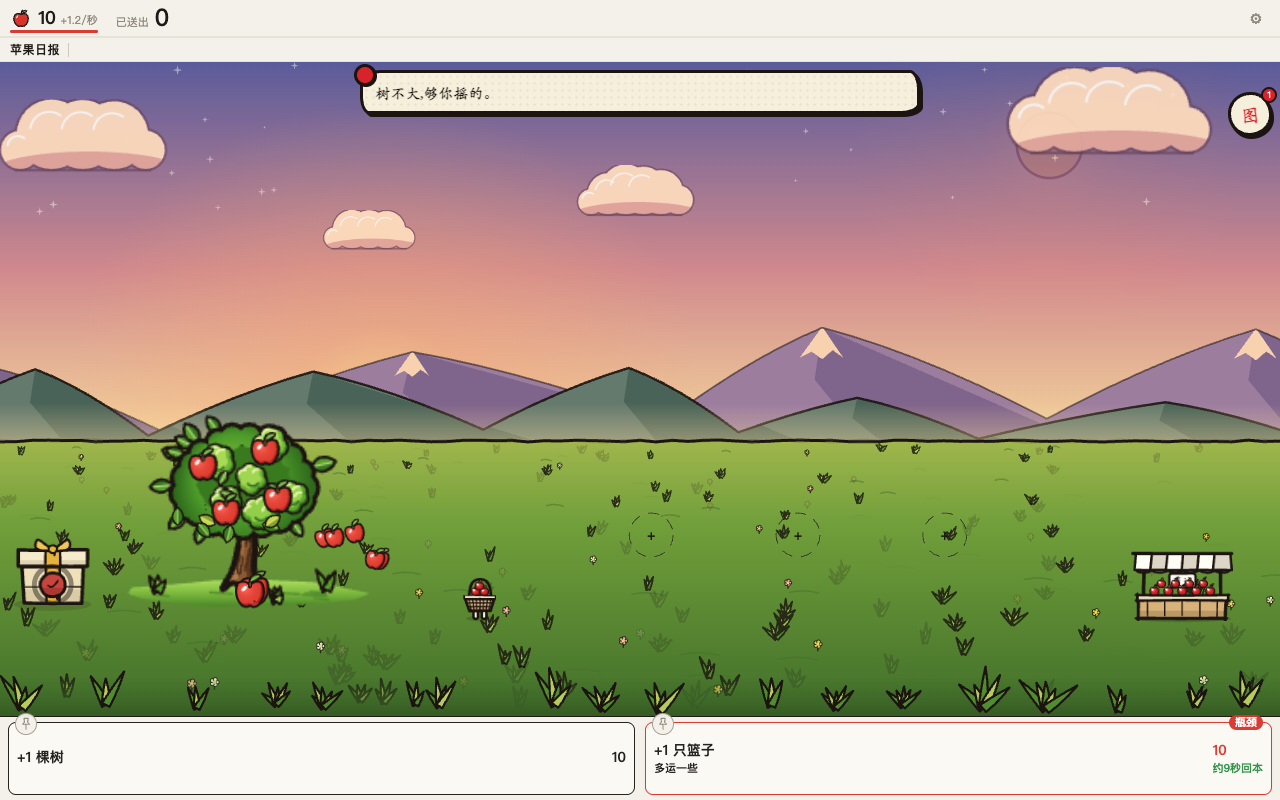 10 +1.2/秒 已送出 0
苹果日报
树不大,够你摇的。
图 1
+1 棵树 10
瓶颈
+1 只篮子 10
多运一些 约9秒回本